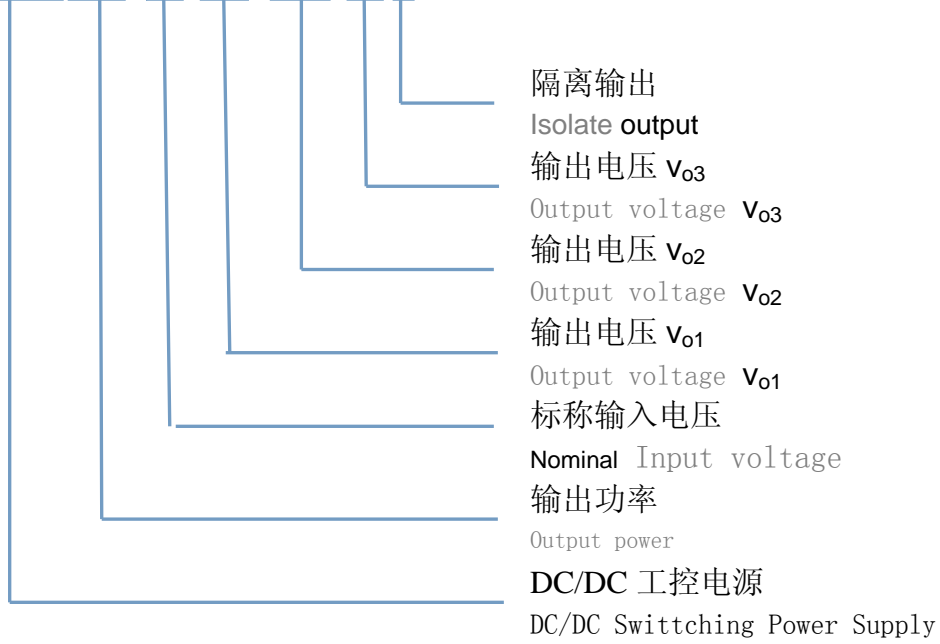 隔离输出
Isolate output
输出电压 vo3
Output voltage vo3
输出电压 vo2
Output voltage vo2
输出电压 vo1
Output voltage vo1
标称输入电压
Nominal Input voltage
输出功率
Output power
DC/DC 工控电源
DC/DC Swittching Power Supply